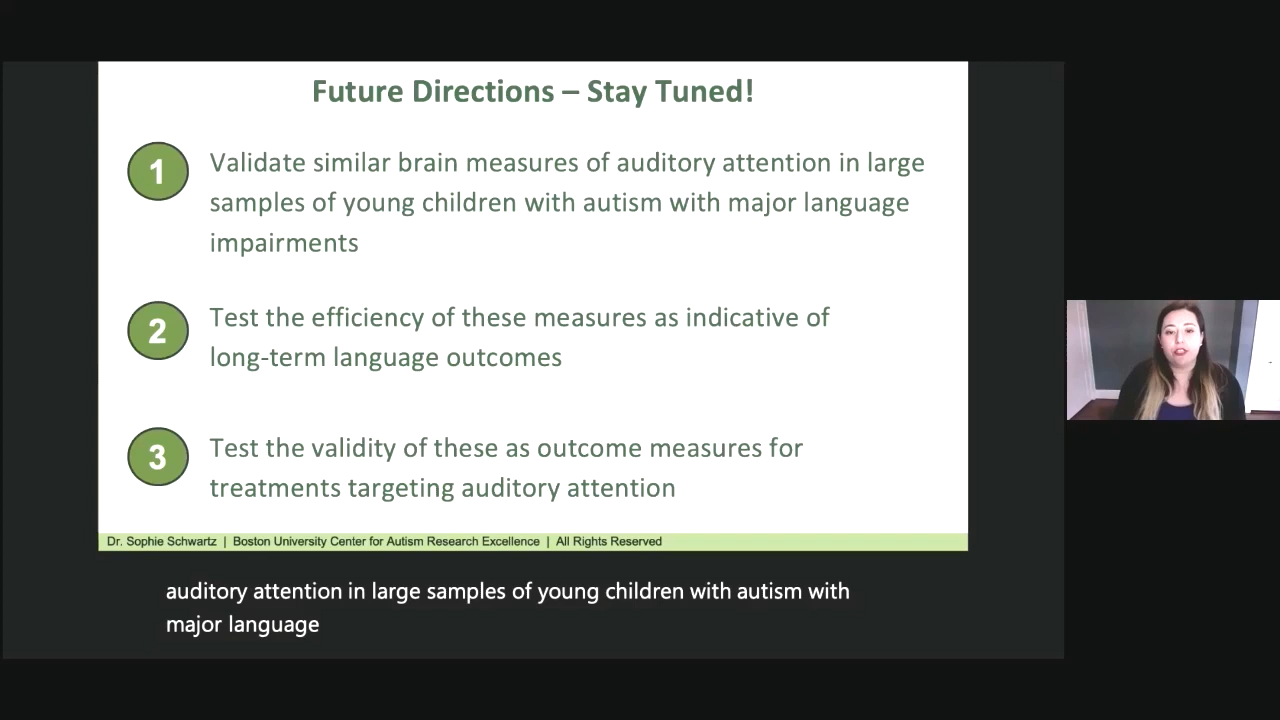 Future Directions – Stay Tuned!
1
Validate similar brain measures of auditory attention in large
samples of young children with autism with major language
impairments
2
Test the efficiency of these measures as indicative of
long-term language outcomes
3
Test the validity of these as outcome measures for
treatments targeting auditory attention
Dr. Sophie Schwartz | Boston University Center for Autism Research Excellence | All Rights Reserved
auditory attention in large samples of young children with autism with
major language